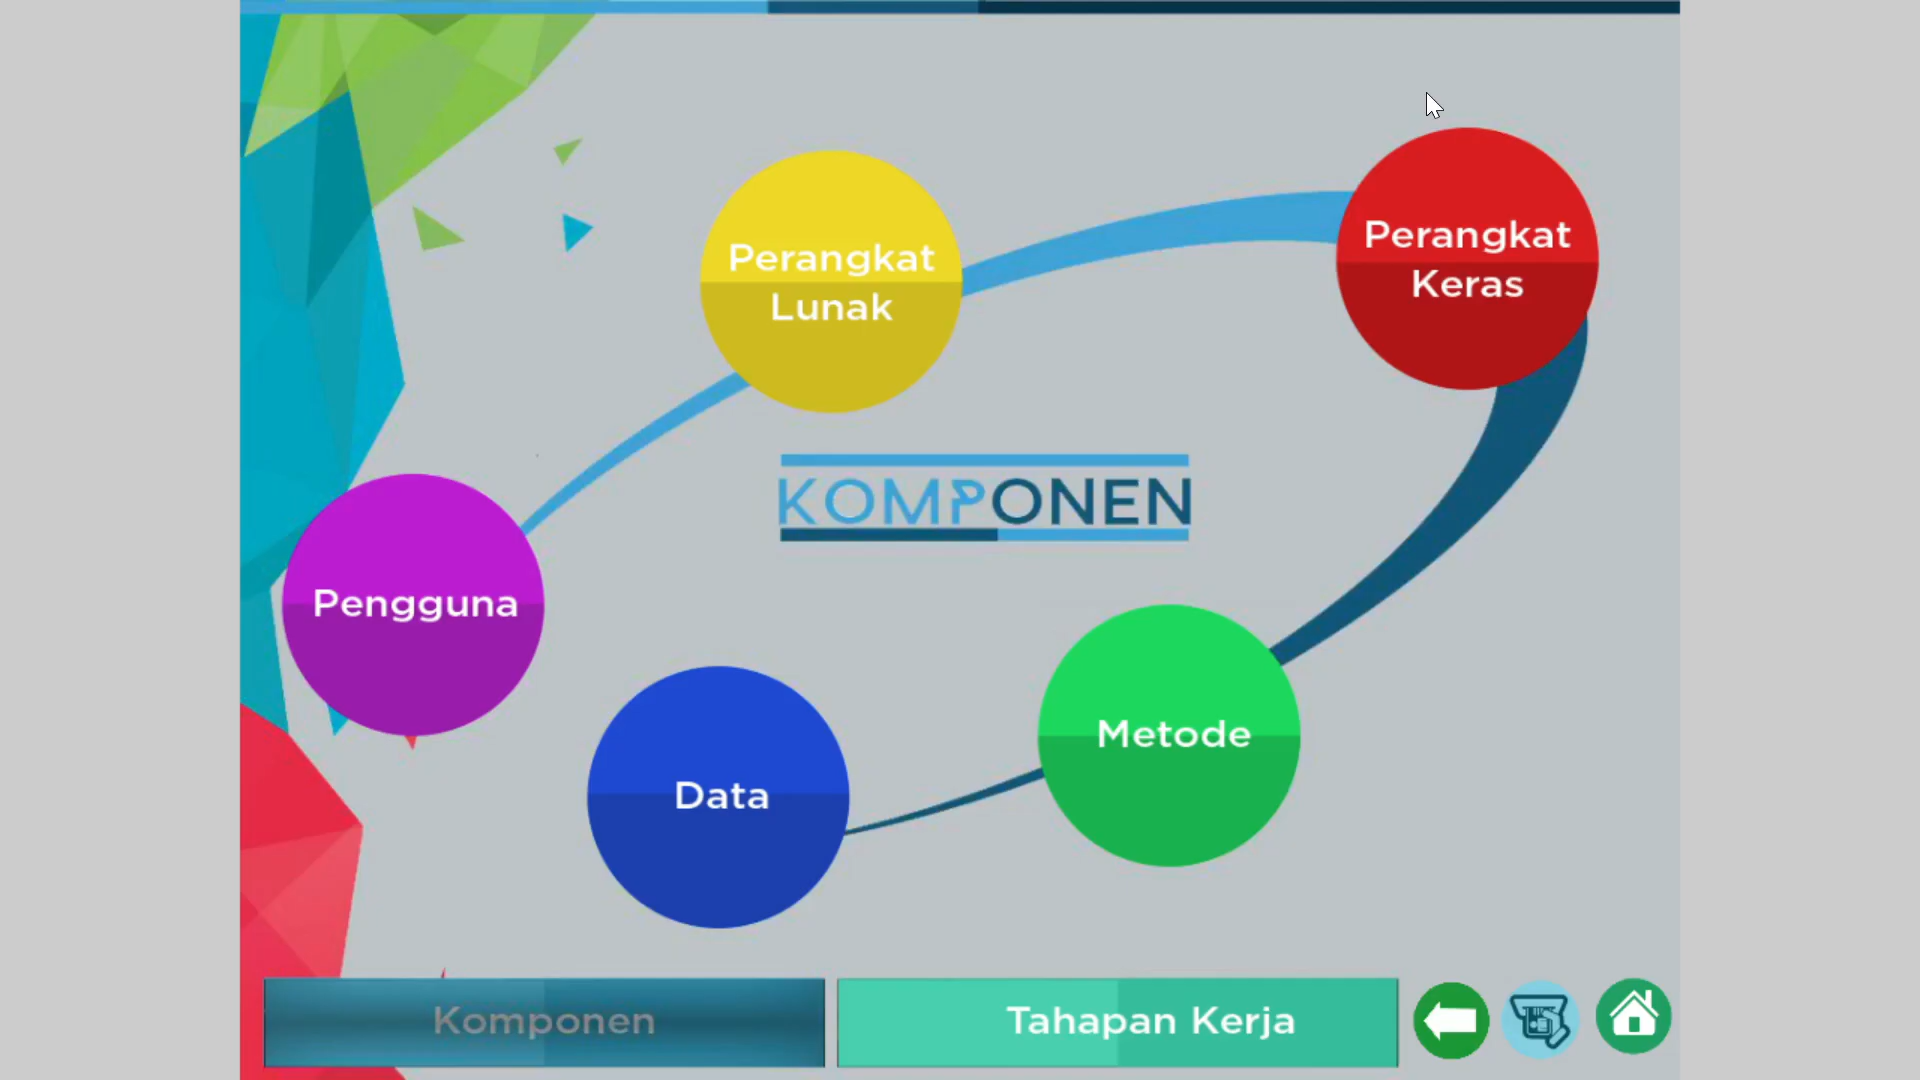 Perangkat
Lunak
Perangkat
Keras
KOMPONEN
Pengguna
Metode
Data
Komponen
Tahapan Kerja